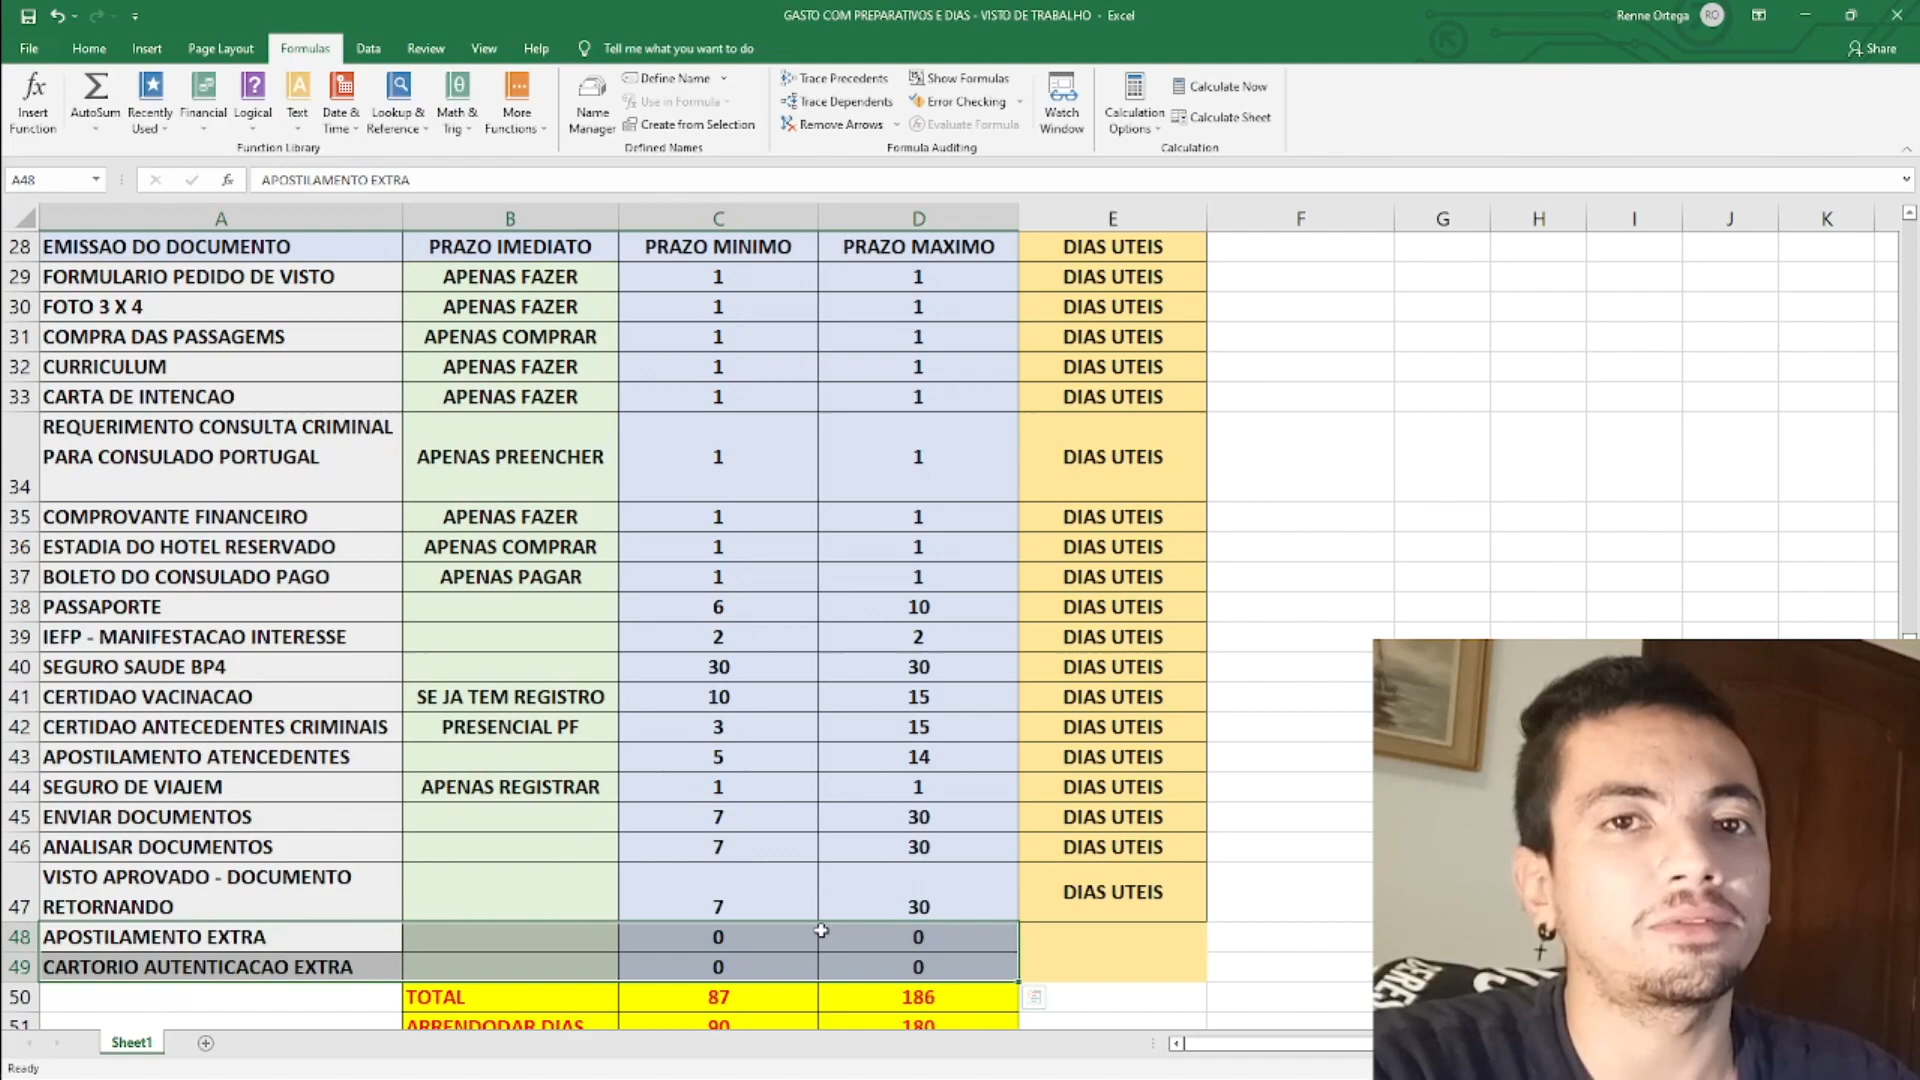 GASTO COM PREPARATIVOS E DIAS - VISTO DE TRABALHO - Excel
Renne Ortega RO
File Home Insert Page Layout Formulas Data Review View Help Tell me what you want to do Share
Insert Function AutoSum Recently Used Financial Logical Text Date & Time Lookup & Reference Math & Trig More Functions
Name Manager Define Name Use in Formula Create from Selection
Trace Precedents Trace Dependents Remove Arrows Show Formulas Error Checking Evaluate Formula Watch Window
Calculation Options Calculate Now Calculate Sheet
Function Library Defined Names Formula Auditing Calculation
A48 fx APOSTILAMENTO EXTRA
A B C D E F G H I J K
28 EMISSAO DO DOCUMENTO PRAZO IMEDIATO PRAZO MINIMO PRAZO MAXIMO DIAS UTEIS
29 FORMULARIO PEDIDO DE VISTO APENAS FAZER 1 1 DIAS UTEIS
30 FOTO 3 X 4 APENAS FAZER 1 1 DIAS UTEIS
31 COMPRA DAS PASSAGEMS APENAS COMPRAR 1 1 DIAS UTEIS
32 CURRICULUM APENAS FAZER 1 1 DIAS UTEIS
33 CARTA DE INTENCAO APENAS FAZER 1 1 DIAS UTEIS
REQUERIMENTO CONSULTA CRIMINAL
PARA CONSULADO PORTUGAL APENAS PREENCHER 1 1 DIAS UTEIS
34
35 COMPROVANTE FINANCEIRO APENAS FAZER 1 1 DIAS UTEIS
36 ESTADIA DO HOTEL RESERVADO APENAS COMPRAR 1 1 DIAS UTEIS
37 BOLETO DO CONSULADO PAGO APENAS PAGAR 1 1 DIAS UTEIS
38 PASSAPORTE 6 10 DIAS UTEIS
39 IEFP - MANIFESTACAO INTERESSE 2 2 DIAS UTEIS
40 SEGURO SAUDE BP4 30 30 DIAS UTEIS
41 CERTIDAO VACINACAO SE JA TEM REGISTRO 10 15 DIAS UTEIS
42 CERTIDAO ANTECEDENTES CRIMINAIS PRESENCIAL PF 3 15 DIAS UTEIS
43 APOSTILAMENTO ATENCEDENTES 5 14 DIAS UTEIS
44 SEGURO DE VIAJEM APENAS REGISTRAR 1 1 DIAS UTEIS
45 ENVIAR DOCUMENTOS 7 30 DIAS UTEIS
46 ANALISAR DOCUMENTOS 7 30 DIAS UTEIS
VISTO APROVADO - DOCUMENTO DIAS UTEIS
47 RETORNANDO 7 30
48 APOSTILAMENTO EXTRA 0 0
49 CARTORIO AUTENTICACAO EXTRA 0 0
50 TOTAL 87 186
51 ARRENDODAR DIAS 90 180
Sheet1
Ready